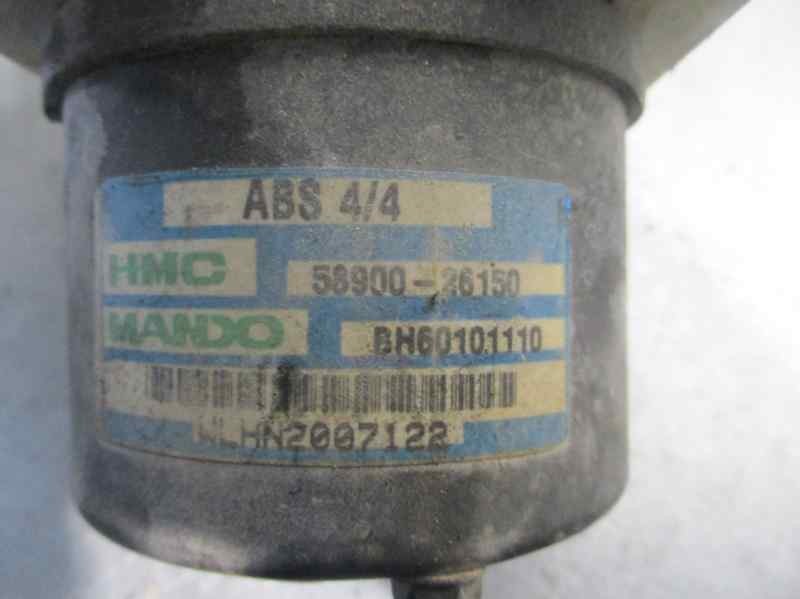 ABS 4/4
HMC 58900-26150
MANDO BH60101110
WLHN2007122